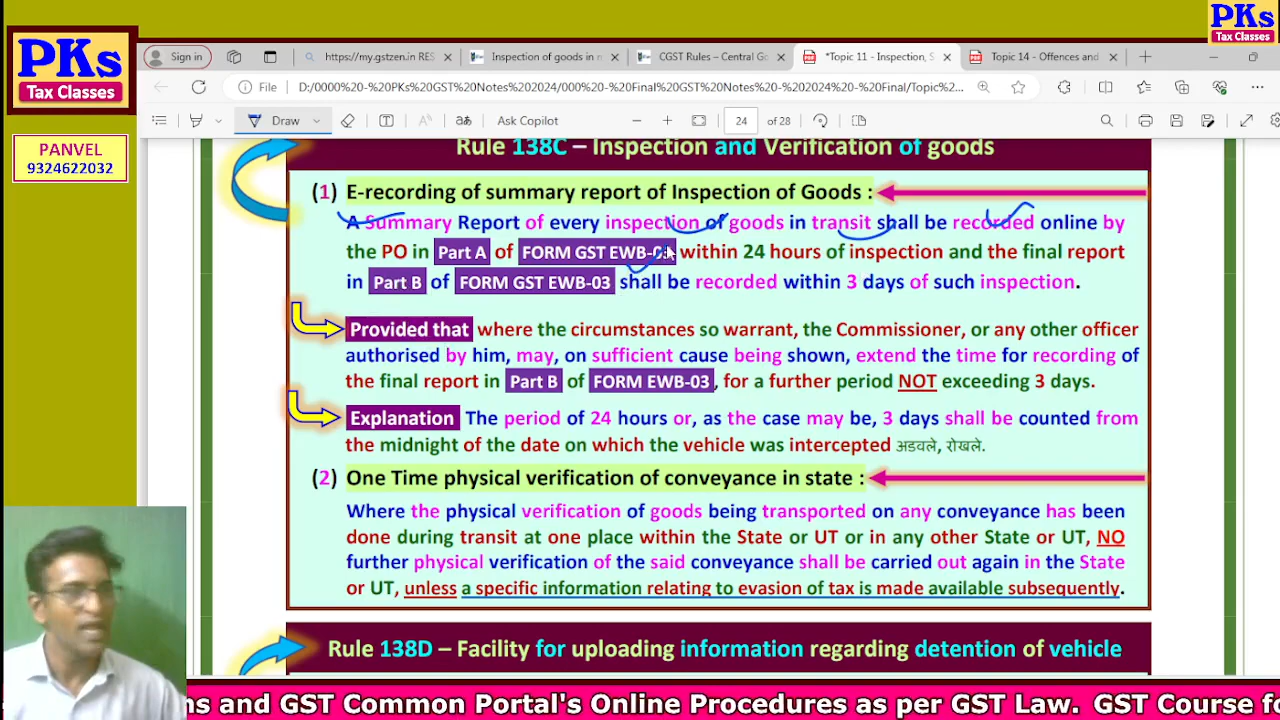 PKs
Tax Classes
PKs
Tax Classes
PANVEL
9324622032
Sign in
https://my.gstzen.in RES
Inspection of goods in
CGST Rules – Central Go
*Topic 11 - Inspection, S
Topic 14 - Offences and
File
D:/0000%20-%20PKs%20GST%20Notes%202024/000%20Final%20GST%20Notes%20-%202024%20-%20Final/Topic%...
Draw
Ask Copilot
24
of 28
Rule 138C – Inspection and Verification of goods
(1) E-recording of summary report of Inspection of Goods :
A Summary Report of every inspection of goods in transit shall be recorded online by
the PO in Part A of FORM GST EWB-03 within 24 hours of inspection and the final report
in Part B of FORM GST EWB-03 shall be recorded within 3 days of such inspection.
Provided that where the circumstances so warrant, the Commissioner, or any other officer
authorised by him, may, on sufficient cause being shown, extend the time for recording of
the final report in Part B of FORM EWB-03, for a further period NOT exceeding 3 days.
Explanation The period of 24 hours or, as the case may be, 3 days shall be counted from
the midnight of the date on which the vehicle was intercepted अडवले, रोखले.
(2) One Time physical verification of conveyance in state :
Where the physical verification of goods being transported on any conveyance has been
done during transit at one place within the State or UT or in any other State or UT, NO
further physical verification of the said conveyance shall be carried out again in the State
or UT, unless a specific information relating to evasion of tax is made available subsequently.
Rule 138D – Facility for uploading information regarding detention of vehicle
ns and GST Common Portal's Online Procedures as per GST Law. GST Course fo